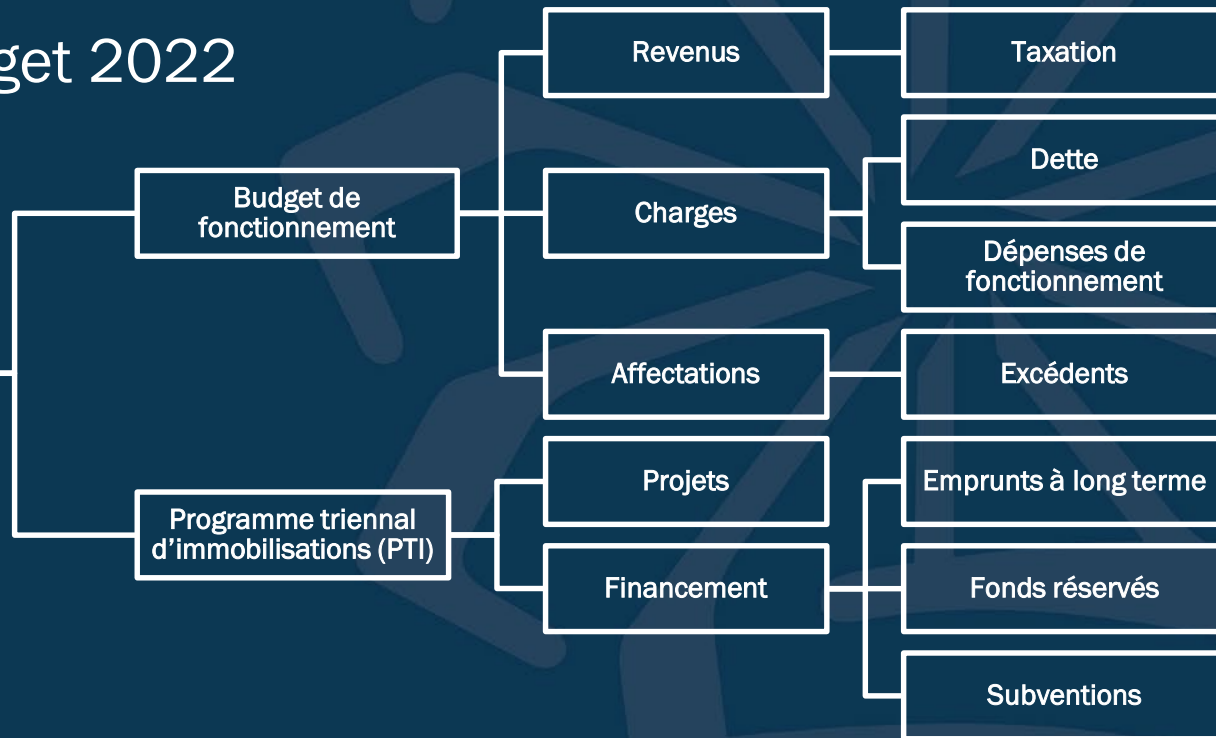 get 2022
Revenus
Taxation
Dette
Budget de
fonctionnement
Charges
Dépenses de
fonctionnement
Affectations
Excédents
Projets
Emprunts à long terme
Programme triennal
d’immobilisations (PTI)
Financement
Fonds réservés
Subventions